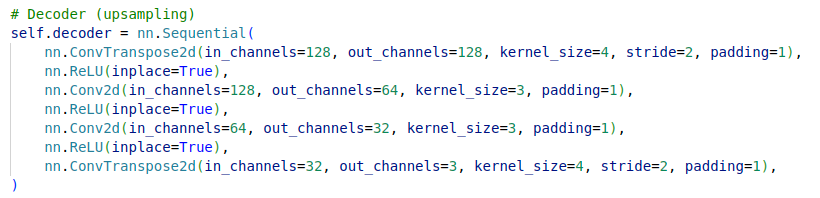 # Decoder (upsampling)
self.decoder = nn.Sequential(
    nn.ConvTranspose2d(in_channels=128, out_channels=128, kernel_size=4, stride=2, padding=1),
    nn.ReLU(inplace=True),
    nn.Conv2d(in_channels=128, out_channels=64, kernel_size=3, padding=1),
    nn.ReLU(inplace=True),
    nn.Conv2d(in_channels=64, out_channels=32, kernel_size=3, padding=1),
    nn.ReLU(inplace=True),
    nn.ConvTranspose2d(in_channels=32, out_channels=3, kernel_size=4, stride=2, padding=1),
)